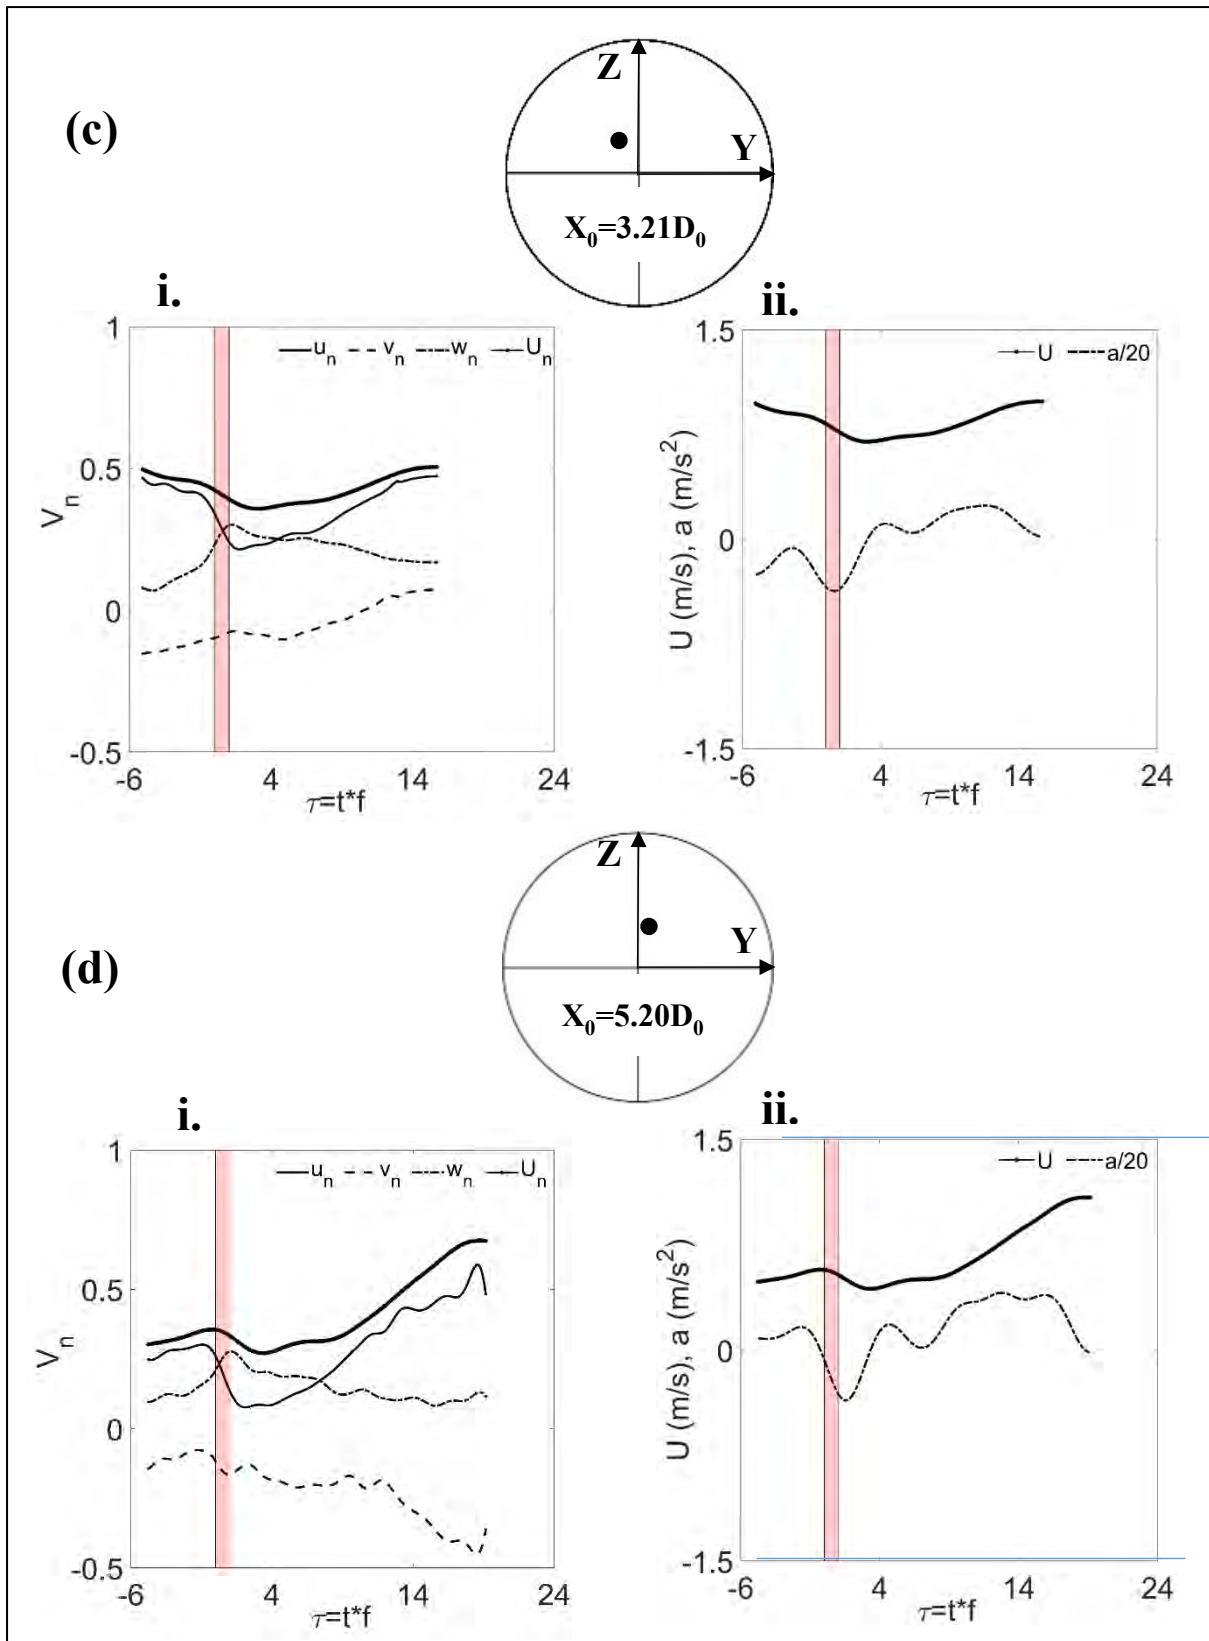 (c)
Z
Y
X₀=3.21D₀
i.
1
0.5
0
-0.5
Vₙ
uₙ vₙ wₙ Uₙ
-6 4 14 24
τ=t*f
ii.
1.5
0
-1.5
U (m/s), a (m/s²)
U a/20
-6 4 14 24
τ=t*f
(d)
Z
Y
X₀=5.20D₀
i.
1
0.5
0
-0.5
Vₙ
uₙ vₙ wₙ Uₙ
-6 4 14 24
τ=t*f
ii.
1.5
0
-1.5
U (m/s), a (m/s²)
U a/20
-6 4 14 24
τ=t*f